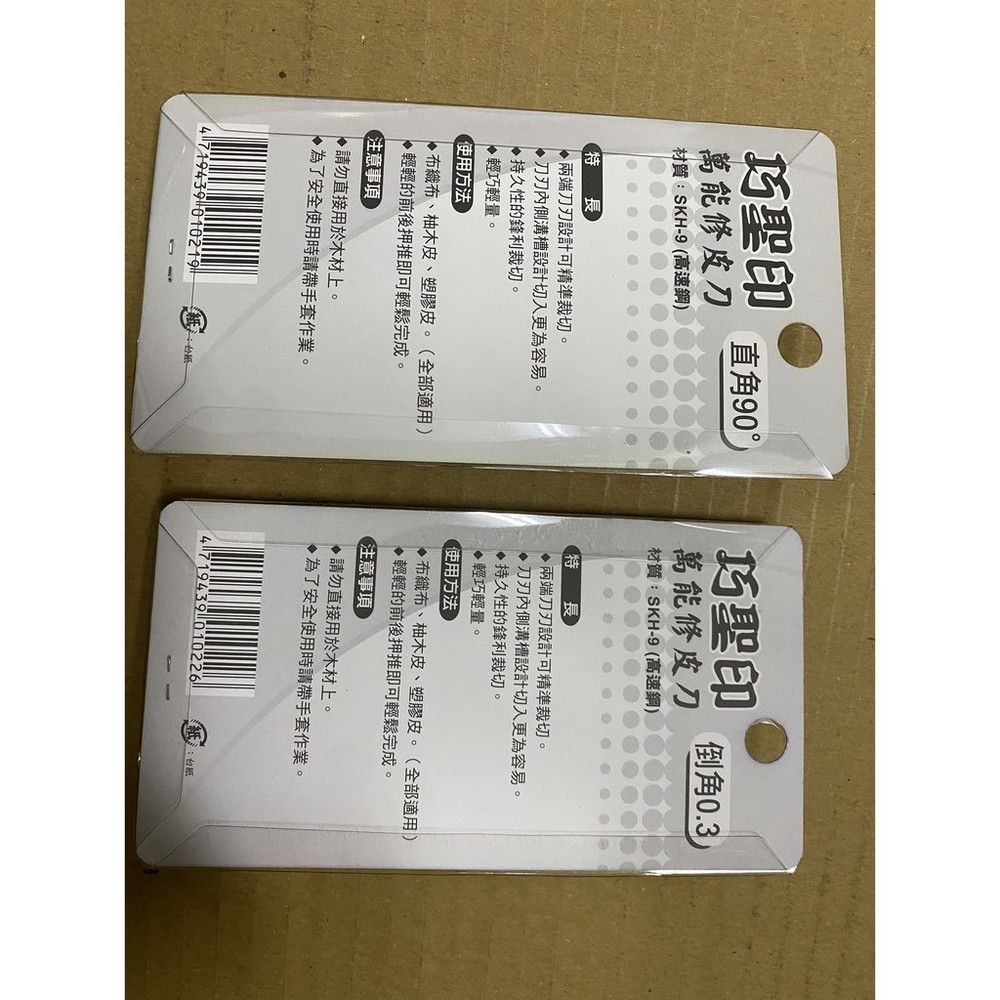 巧聖印
萬能修皮刀 直角90°
材質：SKH-9 (高速鋼)
特長
◆兩端刀刃設計可精準裁切。
◆刀刃內側溝槽設計切入更為容易。
◆持久性的鋒利裁切。
◆輕巧輕量。
使用方法
◆布織布、柚木皮、塑膠皮。（全部適用）
◆輕輕的前後押推即可輕鬆完成。
注意事項
◆請勿直接用於木材上。
◆為了安全使用時請帶手套作業。
4719439010219
紙：台紙
巧聖印
萬能修皮刀 倒角0.3
材質：SKH-9 (高速鋼)
特長
◆兩端刀刃設計可精準裁切。
◆刀刃內側溝槽設計切入更為容易。
◆持久性的鋒利裁切。
◆輕巧輕量。
使用方法
◆布織布、柚木皮、塑膠皮。（全部適用）
◆輕輕的前後押推即可輕鬆完成。
注意事項
◆請勿直接用於木材上。
◆為了安全使用時請帶手套作業。
4719439010226
紙：台紙